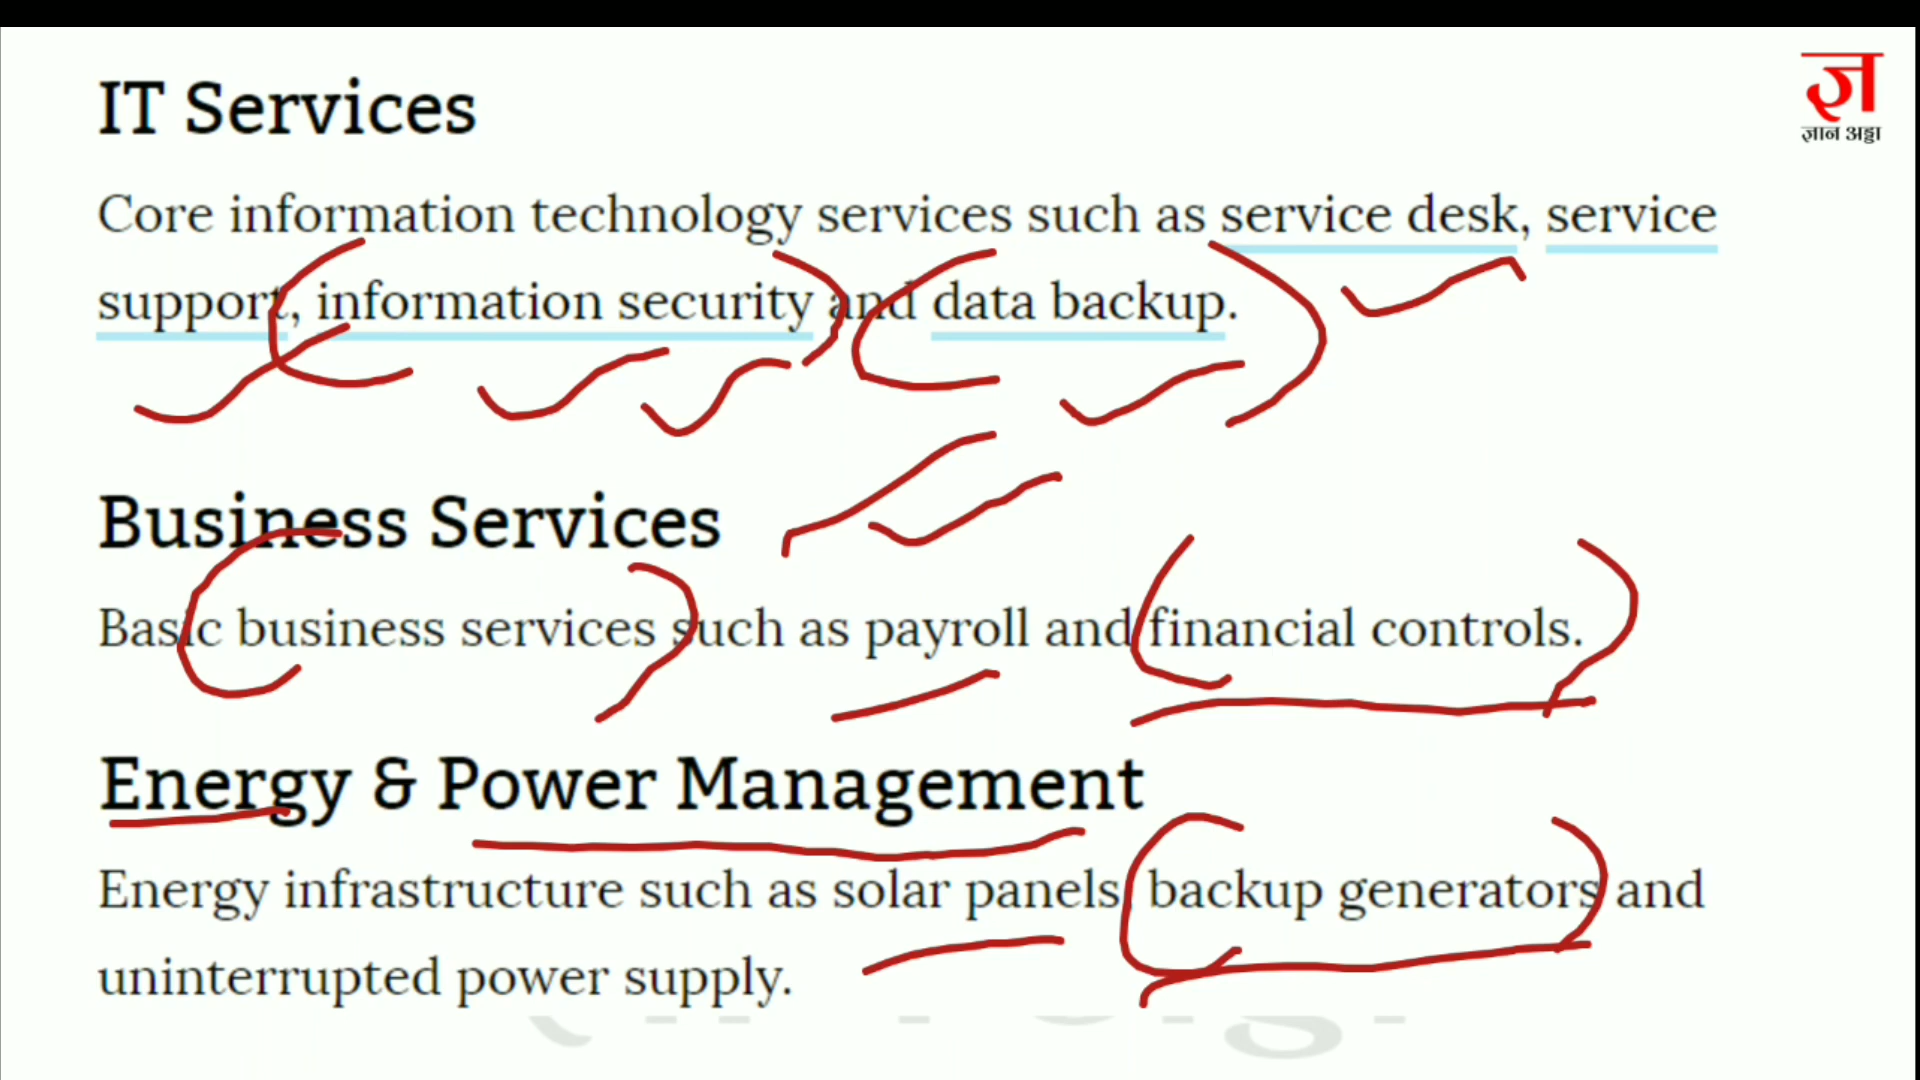 IT Services
ज्ञ
ज्ञान अड्डा
Core information technology services such as service desk, service
support, information security and data backup.
Business Services
Basic business services such as payroll and financial controls.
Energy & Power Management
Energy infrastructure such as solar panels, backup generators and
uninterrupted power supply.